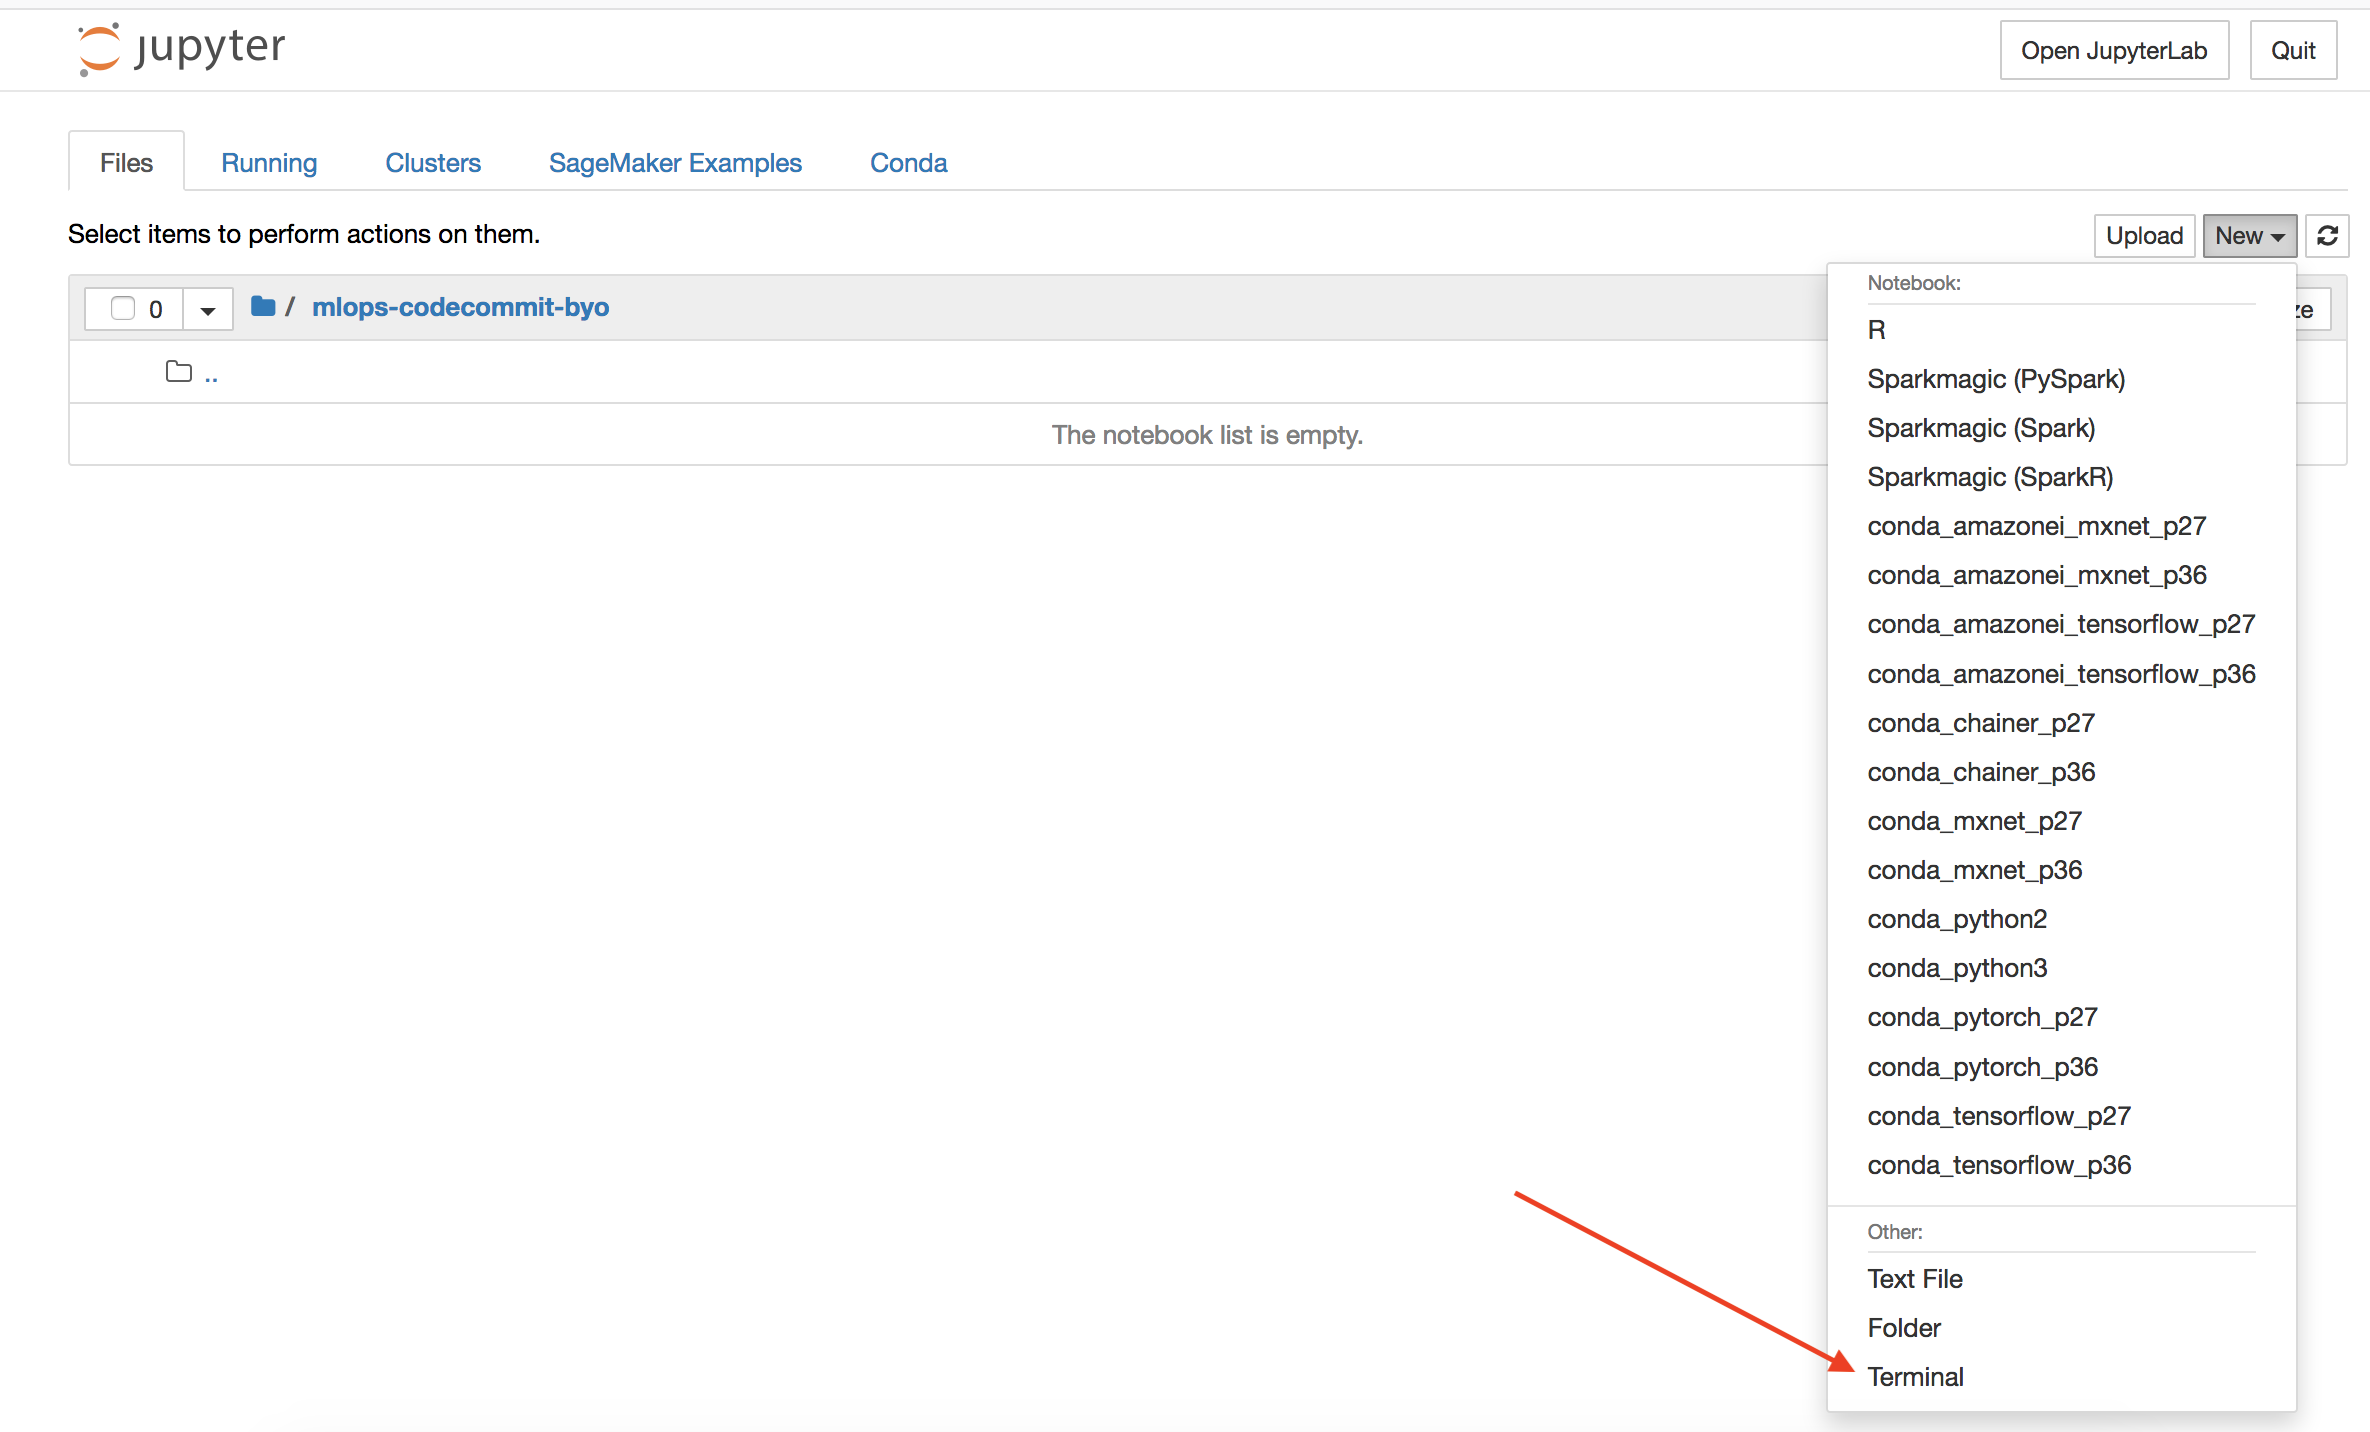 jupyter
Open JupyterLab
Quit
Files
Running
Clusters
SageMaker Examples
Conda
Select items to perform actions on them.
Upload
New
0
/
mlops-codecommit-byo
..
The notebook list is empty.
Notebook:
R
Sparkmagic (PySpark)
Sparkmagic (Spark)
Sparkmagic (SparkR)
conda_amazonei_mxnet_p27
conda_amazonei_mxnet_p36
conda_amazonei_tensorflow_p27
conda_amazonei_tensorflow_p36
conda_chainer_p27
conda_chainer_p36
conda_mxnet_p27
conda_mxnet_p36
conda_python2
conda_python3
conda_pytorch_p27
conda_pytorch_p36
conda_tensorflow_p27
conda_tensorflow_p36
Other:
Text File
Folder
Terminal